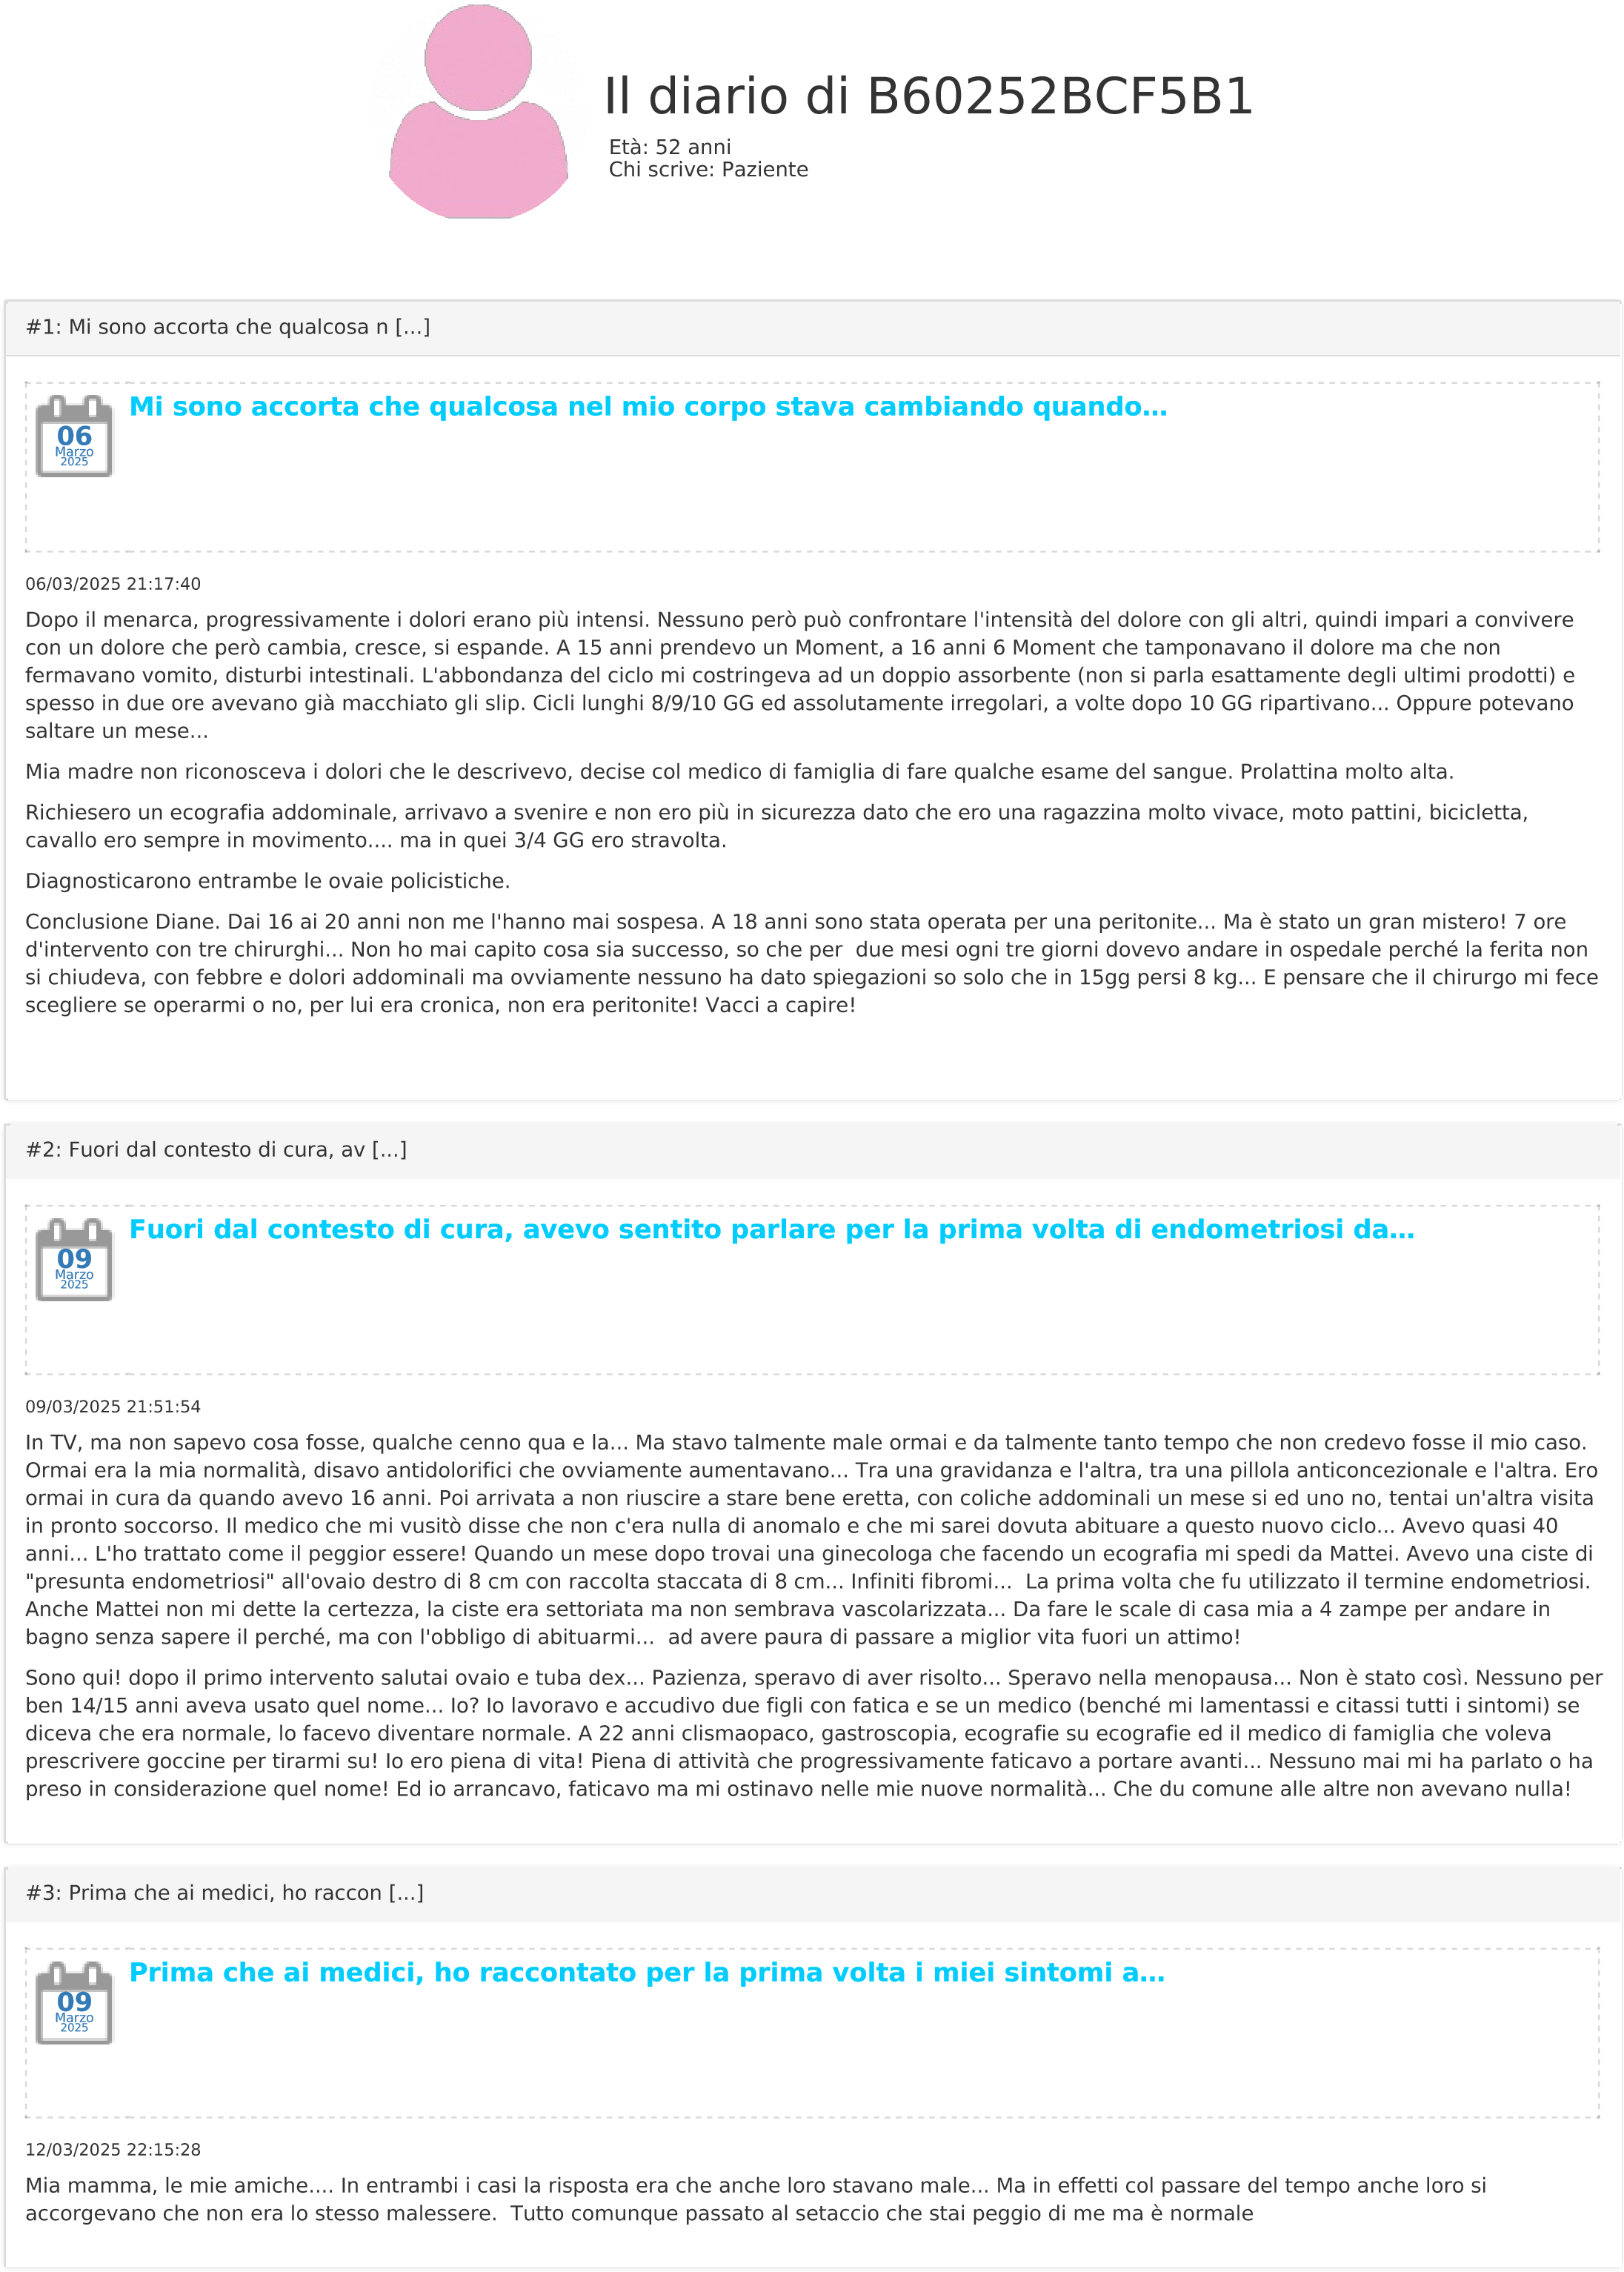 Il diario di B60252BCF5B1
Età: 52 anni
Chi scrive: Paziente
#1: Mi sono accorta che qualcosa n [...]
Mi sono accorta che qualcosa nel mio corpo stava cambiando quando...
06
Marzo
2025
06/03/2025 21:17:40
Dopo il menarca, progressivamente i dolori erano più intensi. Nessuno però può confrontare l'intensità del dolore con gli altri, quindi impari a convivere
con un dolore che però cambia, cresce, si espande. A 15 anni prendevo un Moment, a 16 anni 6 Moment che tamponavano il dolore ma che non
fermavano vomito, disturbi intestinali. L'abbondanza del ciclo mi costringeva ad un doppio assorbente (non si parla esattamente degli ultimi prodotti) e
spesso in due ore avevano già macchiato gli slip. Cicli lunghi 8/9/10 GG ed assolutamente irregolari, a volte dopo 10 GG ripartivano... Oppure potevano
saltare un mese...
Mia madre non riconosceva i dolori che le descrivevo, decise col medico di famiglia di fare qualche esame del sangue. Prolattina molto alta.
Richiesero un ecografia addominale, arrivavo a svenire e non ero più in sicurezza dato che ero una ragazzina molto vivace, moto pattini, bicicletta,
cavallo ero sempre in movimento.... ma in quei 3/4 GG ero stravolta.
Diagnosticarono entrambe le ovaie policistiche.
Conclusione Diane. Dai 16 ai 20 anni non me l'hanno mai sospesa. A 18 anni sono stata operata per una peritonite... Ma è stato un gran mistero! 7 ore
d'intervento con tre chirurghi... Non ho mai capito cosa sia successo, so che per  due mesi ogni tre giorni dovevo andare in ospedale perché la ferita non
si chiudeva, con febbre e dolori addominali ma ovviamente nessuno ha dato spiegazioni so solo che in 15gg persi 8 kg... E pensare che il chirurgo mi fece
scegliere se operarmi o no, per lui era cronica, non era peritonite! Vacci a capire!
#2: Fuori dal contesto di cura, av [...]
Fuori dal contesto di cura, avevo sentito parlare per la prima volta di endometriosi da...
09
Marzo
2025
09/03/2025 21:51:54
In TV, ma non sapevo cosa fosse, qualche cenno qua e la... Ma stavo talmente male ormai e da talmente tanto tempo che non credevo fosse il mio caso.
Ormai era la mia normalità, disavo antidolorifici che ovviamente aumentavano... Tra una gravidanza e l'altra, tra una pillola anticoncezionale e l'altra. Ero
ormai in cura da quando avevo 16 anni. Poi arrivata a non riuscire a stare bene eretta, con coliche addominali un mese si ed uno no, tentai un'altra visita
in pronto soccorso. Il medico che mi vusitò disse che non c'era nulla di anomalo e che mi sarei dovuta abituare a questo nuovo ciclo... Avevo quasi 40
anni... L'ho trattato come il peggior essere! Quando un mese dopo trovai una ginecologa che facendo un ecografia mi spedi da Mattei. Avevo una ciste di
"presunta endometriosi" all'ovaio destro di 8 cm con raccolta staccata di 8 cm... Infiniti fibromi...  La prima volta che fu utilizzato il termine endometriosi.
Anche Mattei non mi dette la certezza, la ciste era settoriata ma non sembrava vascolarizzata... Da fare le scale di casa mia a 4 zampe per andare in
bagno senza sapere il perché, ma con l'obbligo di abituarmi...  ad avere paura di passare a miglior vita fuori un attimo!
Sono qui! dopo il primo intervento salutai ovaio e tuba dex... Pazienza, speravo di aver risolto... Speravo nella menopausa... Non è stato così. Nessuno per
ben 14/15 anni aveva usato quel nome... Io? Io lavoravo e accudivo due figli con fatica e se un medico (benché mi lamentassi e citassi tutti i sintomi) se
diceva che era normale, lo facevo diventare normale. A 22 anni clismaopaco, gastroscopia, ecografie su ecografie ed il medico di famiglia che voleva
prescrivere goccine per tirarmi su! Io ero piena di vita! Piena di attività che progressivamente faticavo a portare avanti... Nessuno mai mi ha parlato o ha
preso in considerazione quel nome! Ed io arrancavo, faticavo ma mi ostinavo nelle mie nuove normalità... Che du comune alle altre non avevano nulla!
#3: Prima che ai medici, ho raccon [...]
Prima che ai medici, ho raccontato per la prima volta i miei sintomi a...
09
Marzo
2025
12/03/2025 22:15:28
Mia mamma, le mie amiche.... In entrambi i casi la risposta era che anche loro stavano male... Ma in effetti col passare del tempo anche loro si
accorgevano che non era lo stesso malessere.  Tutto comunque passato al setaccio che stai peggio di me ma è normale